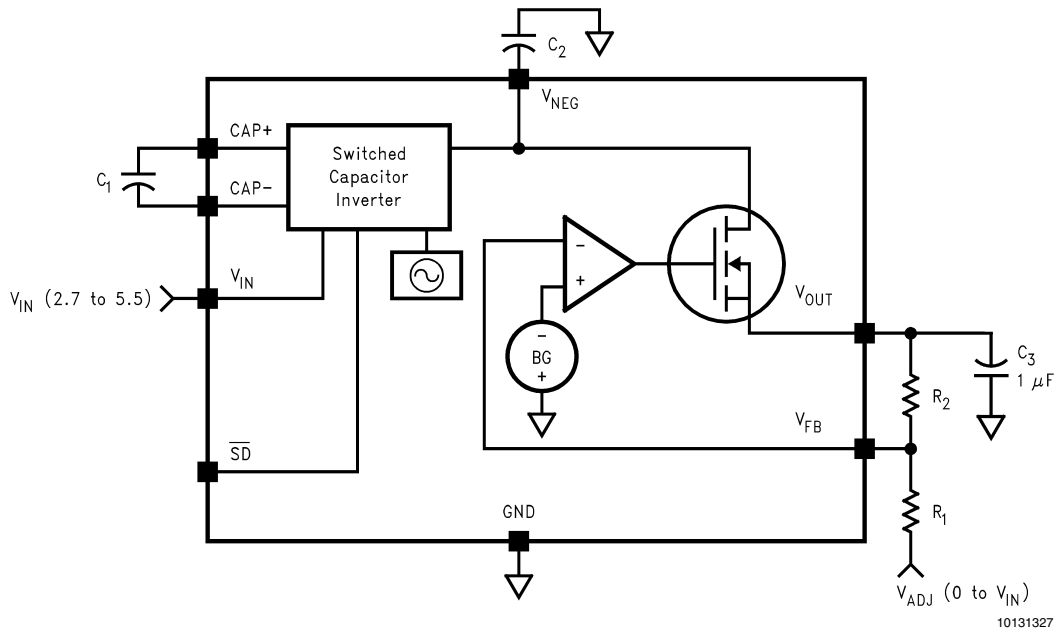 C2
VNEG
CAP+
Switched
Capacitor
Inverter
C1
CAP-
VIN
VIN (2.7 to 5.5)
-
+
VOUT
-
BG
+
C3
1 µF
R2
VFB
SD
GND
R1
VADJ (0 to VIN)
10131327